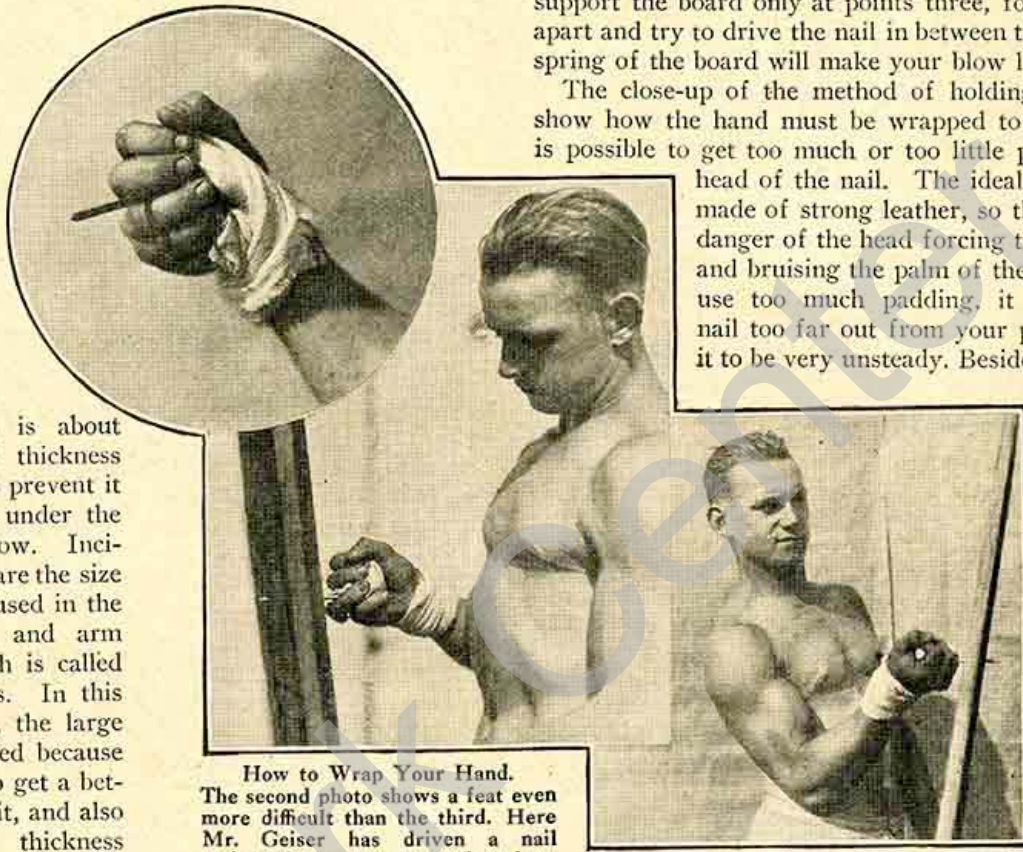 is about
thickness
prevent it
under the
ow. Inci-
are the size
used in the
and arm
h is called
s. In this
the large
ed because
o get a bet-
it, and also
thickness
support the board only at points three, fo
apart and try to drive the nail in between t
spring of the board will make your blow l
The close-up of the method of holding
show how the hand must be wrapped to
is possible to get too much or too little p
head of the nail. The ideal
made of strong leather, so th
danger of the head forcing t
and bruising the palm of the
use too much padding, it
nail too far out from your p
it to be very unsteady. Beside
How to Wrap Your Hand.
The second photo shows a feat even
more difficult than the third. Here
Mr. Geiser has driven a nail
k Center